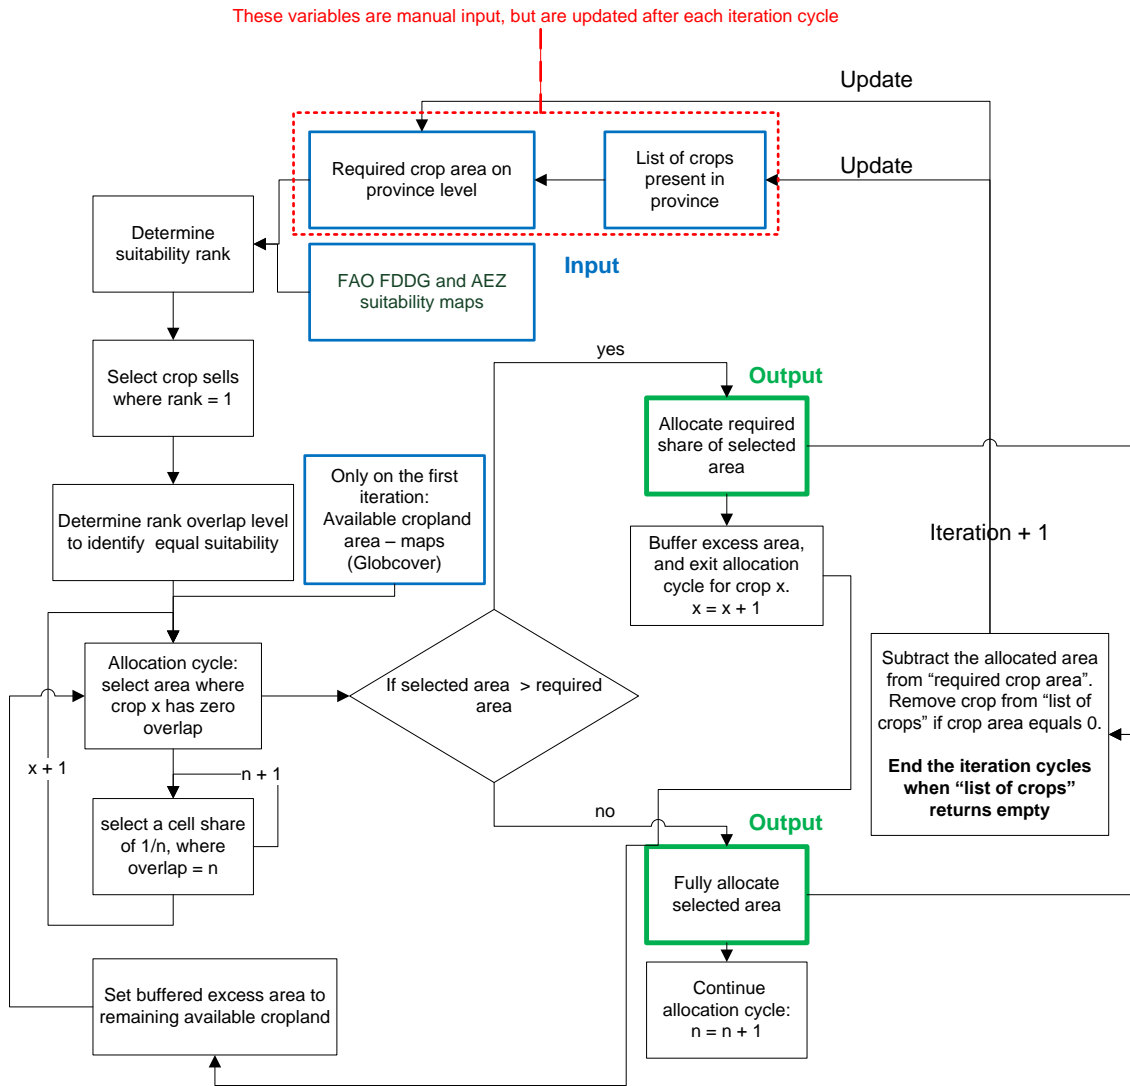 These variables are manual input, but are updated after each iteration cycle
Update
Required crop area on
province level
List of crops
present in
province
Update
Determine
suitability rank
Input
FAO FDDG and AEZ
suitability maps
yes
Select crop sells
where rank = 1
Output
Allocate required
share of selected
area
Only on the first
iteration:
Available cropland
area – maps
(Globcover)
Determine rank overlap level
to identify equal suitability
Buffer excess area,
and exit allocation
cycle for crop x.
x = x + 1
Iteration + 1
Allocation cycle:
select area where
crop x has zero
overlap
If selected area > required
area
Subtract the allocated area
from “required crop area”.
Remove crop from “list of
crops” if crop area equals 0.
End the iteration cycles
when “list of crops”
returns empty
x + 1
n + 1
select a cell share
of 1/n, where
overlap = n
no
Output
Fully allocate
selected area
Set buffered excess area to
remaining available cropland
Continue
allocation cycle:
n = n + 1